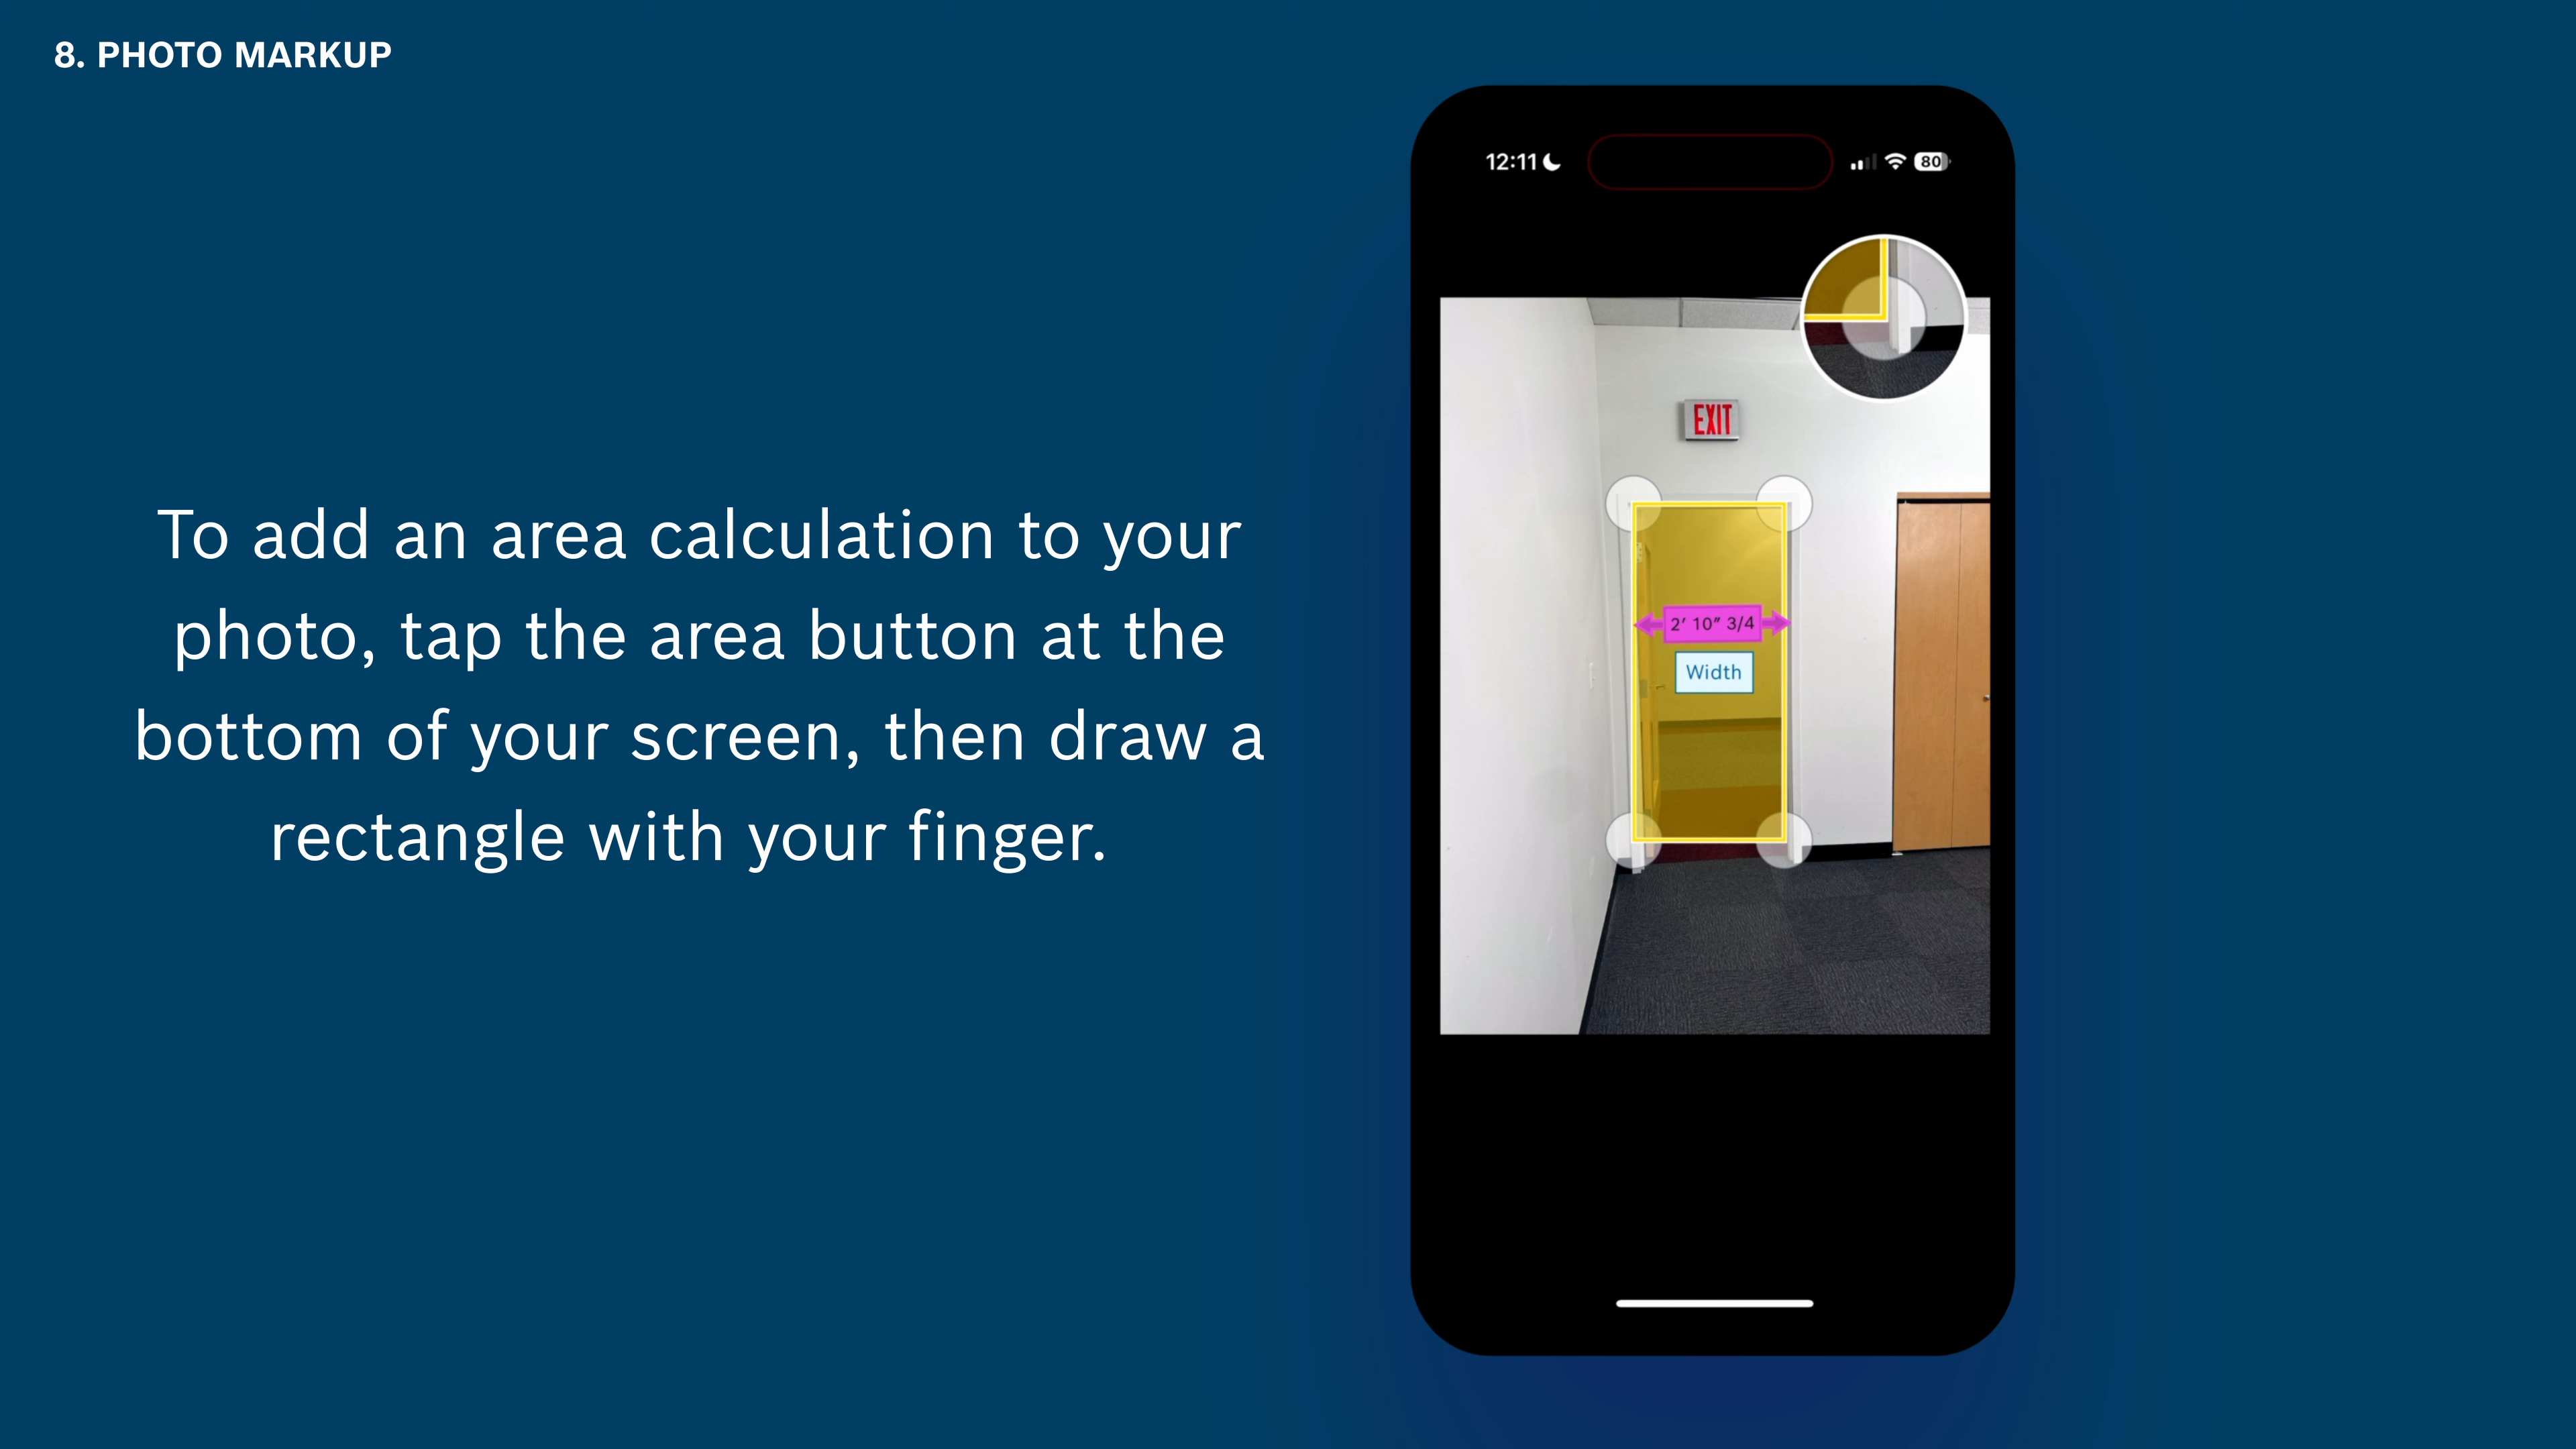 8. PHOTO MARKUP
To add an area calculation to your
photo, tap the area button at the
bottom of your screen, then draw a
rectangle with your finger.
12:11
80
EXIT
2′ 10″ 3/4
Width